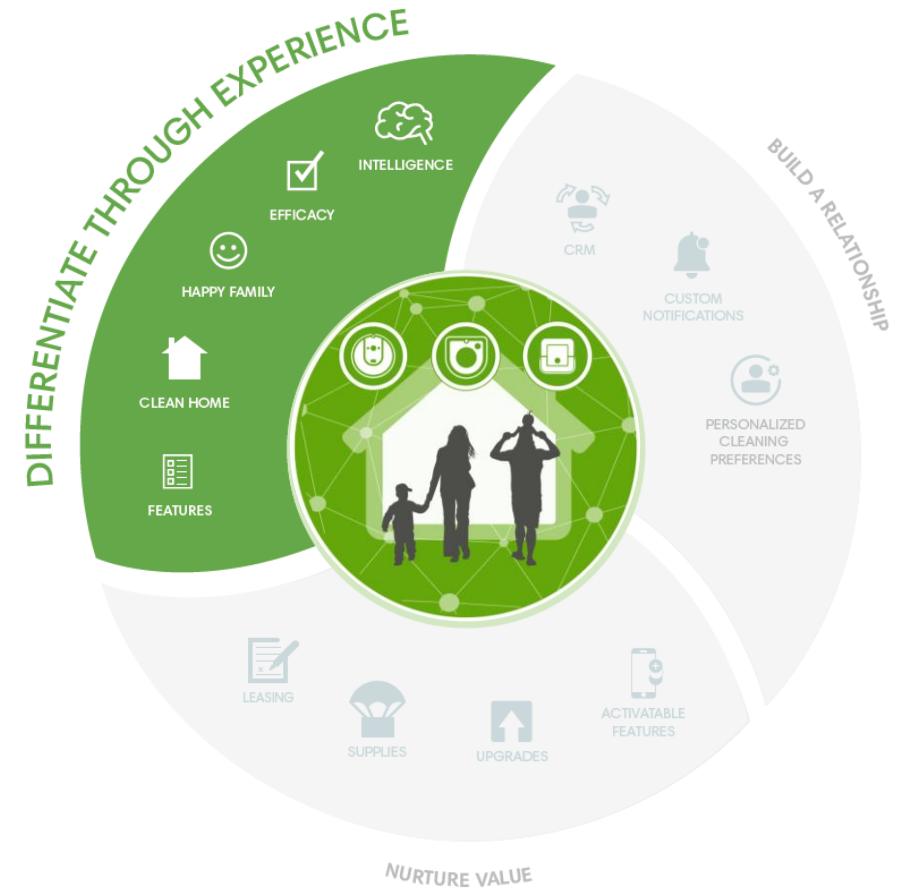 DIFFERENTIATE THROUGH EXPERIENCE
INTELLIGENCE
EFFICACY
HAPPY FAMILY
CLEAN HOME
FEATURES
BUILD A RELATIONSHIP
CRM
CUSTOM
NOTIFICATIONS
PERSONALIZED
CLEANING
PREFERENCES
LEASING
SUPPLIES
UPGRADES
ACTIVATABLE
FEATURES
NURTURE VALUE